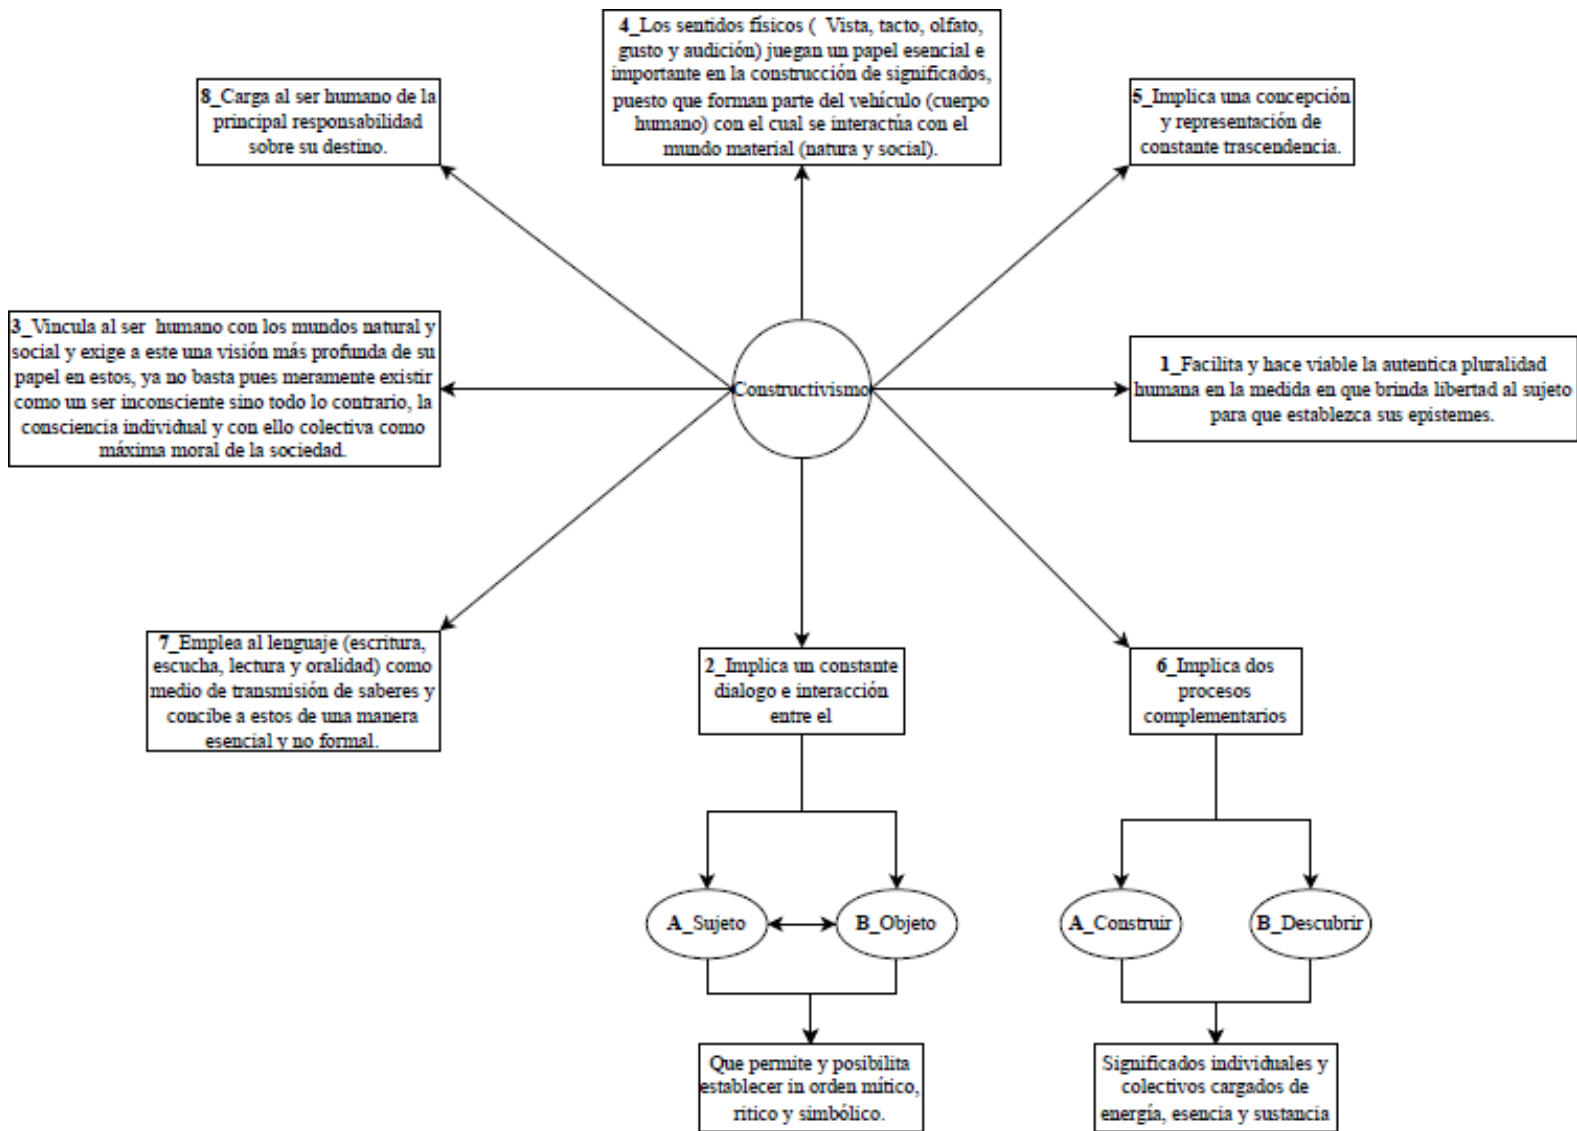 4_Los sentidos físicos ( Vista, tacto, olfato,
gusto y audición) juegan un papel esencial e
importante en la construcción de significados,
puesto que forman parte del vehículo (cuerpo
humano) con el cual se interactúa con el
mundo material (natura y social).
8_Carga al ser humano de la
principal responsabilidad
sobre su destino.
5_Implica una concepción
y representación de
constante trascendencia.
3_Vincula al ser humano con los mundos natural y
social y exige a este una visión más profunda de su
papel en estos, ya no basta pues meramente existir
como un ser inconsciente sino todo lo contrario, la
consciencia individual y con ello colectiva como
máxima moral de la sociedad.
Constructivismo
1_Facilita y hace viable la autentica pluralidad
humana en la medida en que brinda libertad al sujeto
para que establezca sus epistemes.
7_Emplea al lenguaje (escritura,
escucha, lectura y oralidad) como
medio de transmisión de saberes y
concibe a estos de una manera
esencial y no formal.
2_Implica un constante
dialogo e interacción
entre el
6_Implica dos
procesos
complementarios
A_Sujeto
B_Objeto
A_Construir
B_Descubrir
Que permite y posibilita
establecer in orden mítico,
ritico y simbólico.
Significados individuales y
colectivos cargados de
energía, esencia y sustancia